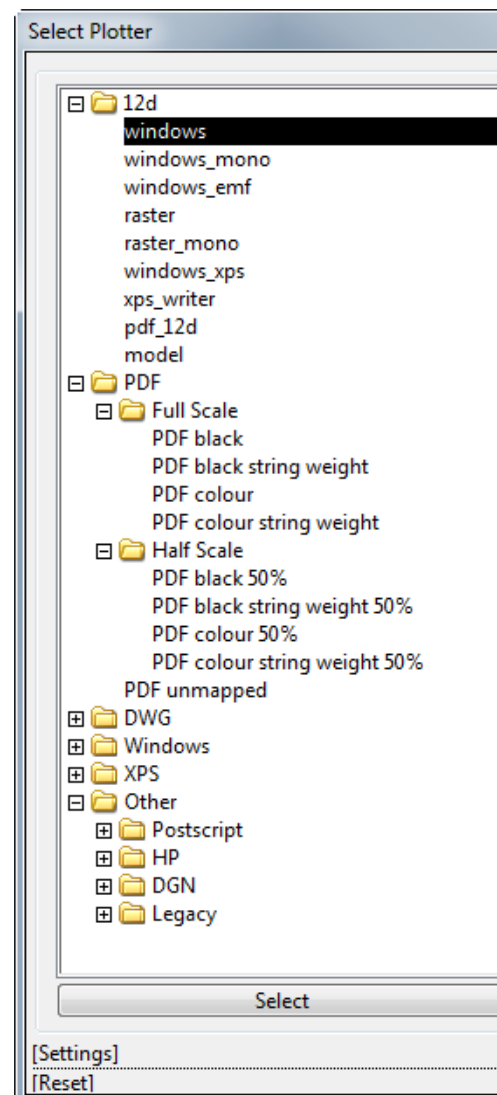 Select Plotter
12d
windows
windows_mono
windows_emf
raster
raster_mono
windows_xps
xps_writer
pdf_12d
model
PDF
Full Scale
PDF black
PDF black string weight
PDF colour
PDF colour string weight
Half Scale
PDF black 50%
PDF black string weight 50%
PDF colour 50%
PDF colour string weight 50%
PDF unmapped
DWG
Windows
XPS
Other
Postscript
HP
DGN
Legacy
Select
[Settings]
[Reset]